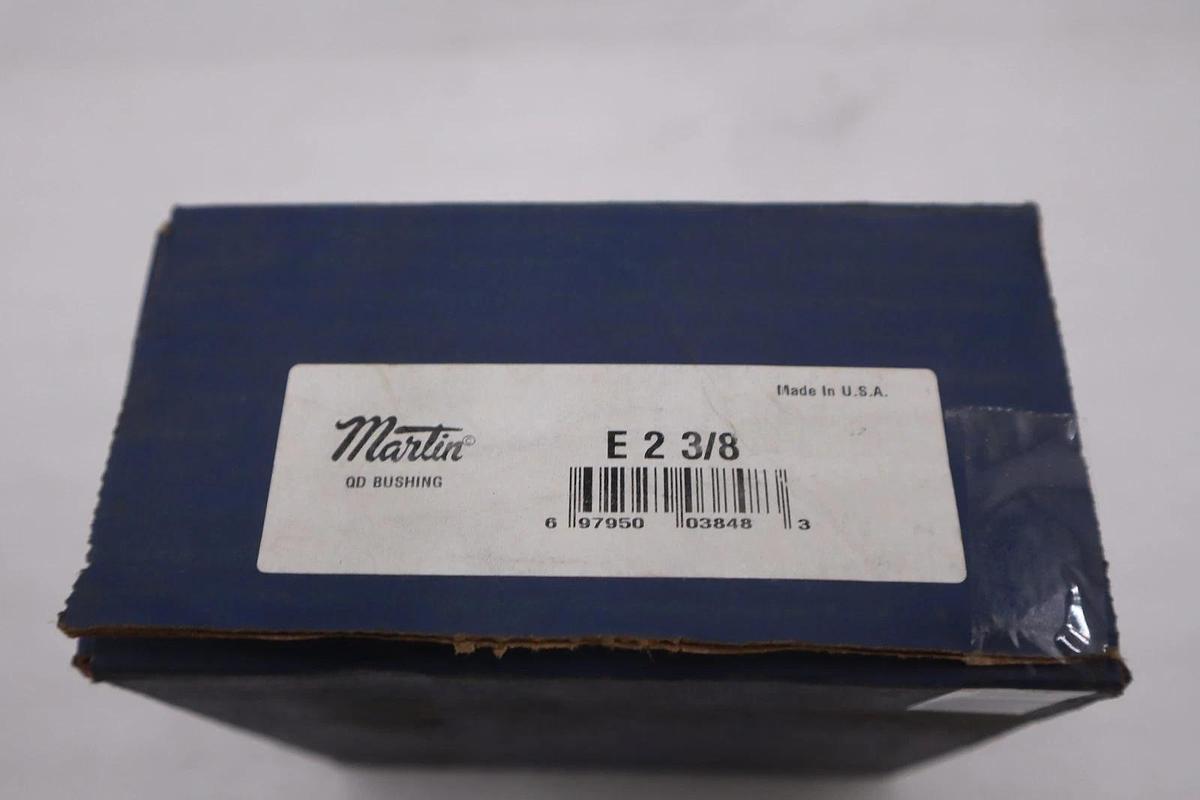 Made In U.S.A.
Martin©
E 2 3/8
QD BUSHING
6 97950 03848 3